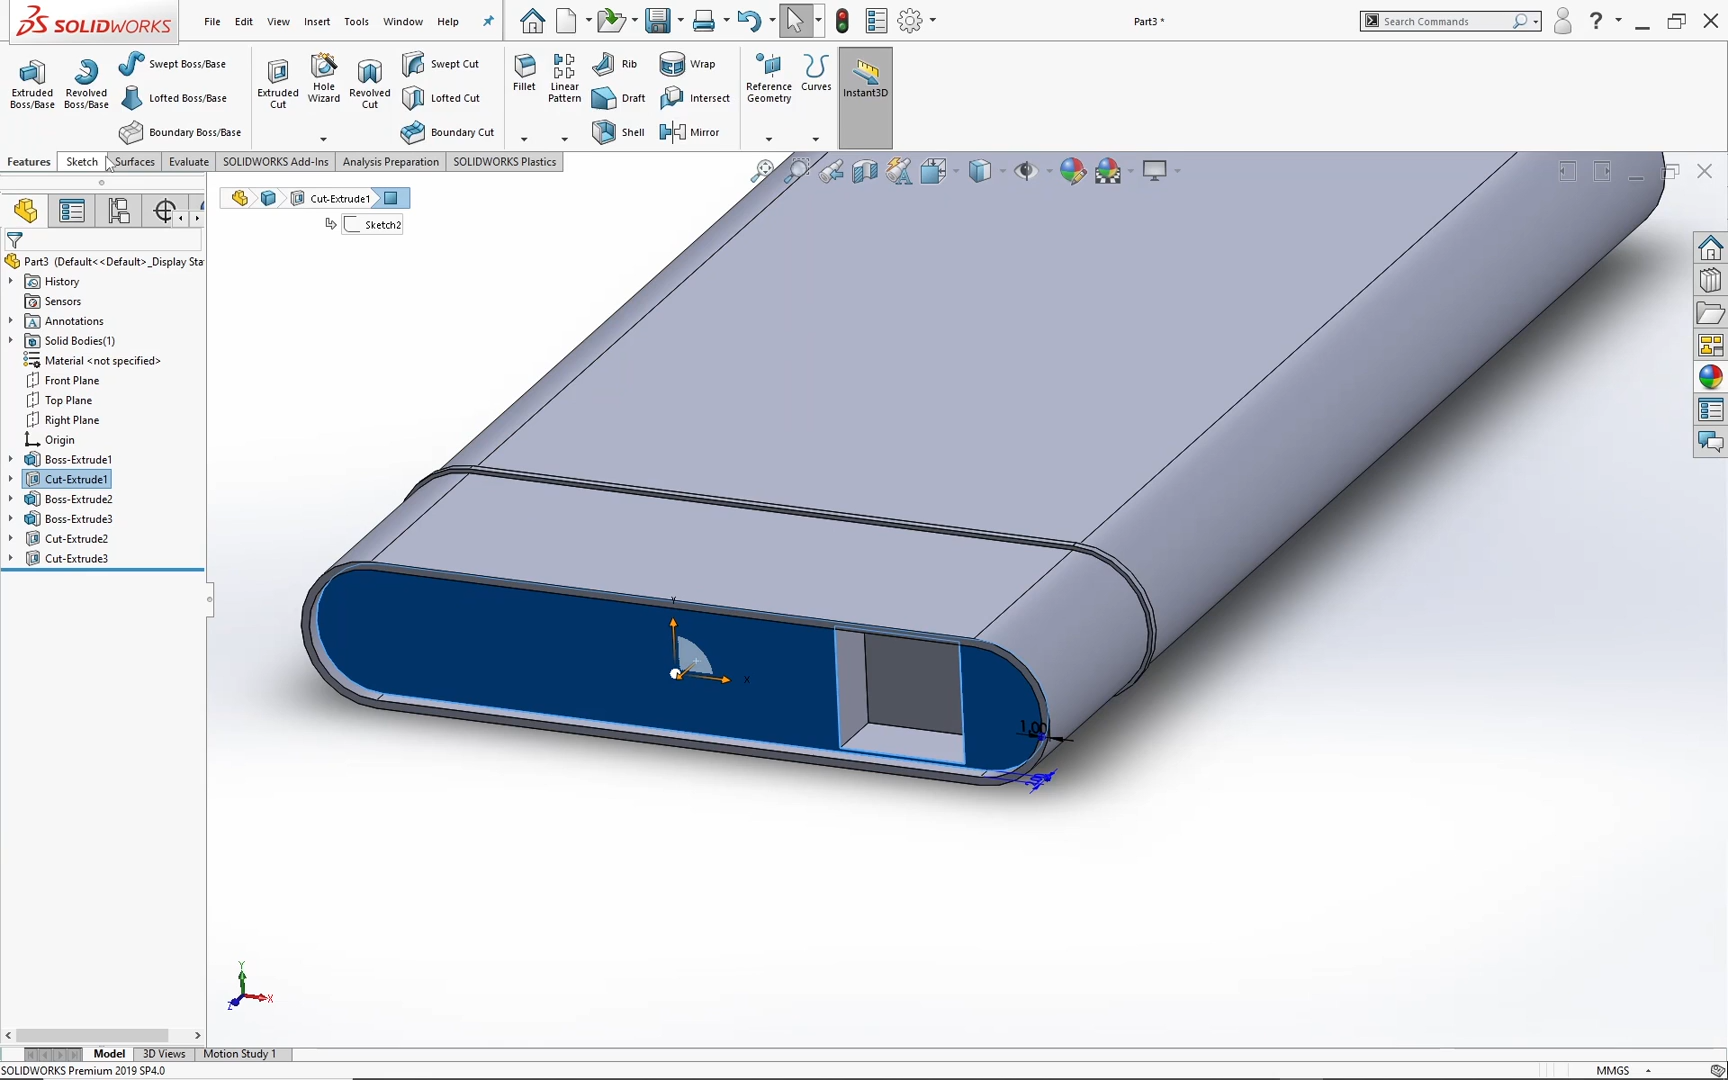 SOLIDWORKS
File Edit View Insert Tools Window Help
Part3 *
Search Commands
?
Extruded Boss/Base
Revolved Boss/Base
Swept Boss/Base
Lofted Boss/Base
Boundary Boss/Base
Extruded Cut
Hole Wizard
Revolved Cut
Swept Cut
Lofted Cut
Boundary Cut
Fillet
Linear Pattern
Rib
Draft
Shell
Wrap
Intersect
Mirror
Reference Geometry
Curves
Instant3D
Features Sketch Surfaces Evaluate SOLIDWORKS Add-Ins Analysis Preparation SOLIDWORKS Plastics
Cut-Extrude1
Sketch2
Part3 (Default<<Default>_Display Sta
History
Sensors
Annotations
Solid Bodies(1)
Material <not specified>
Front Plane
Top Plane
Right Plane
Origin
Boss-Extrude1
Cut-Extrude1
Boss-Extrude2
Boss-Extrude3
Cut-Extrude2
Cut-Extrude3
Y
X
1.00
Y
X
Z
Model 3D Views Motion Study 1
SOLIDWORKS Premium 2019 SP4.0
MMGS